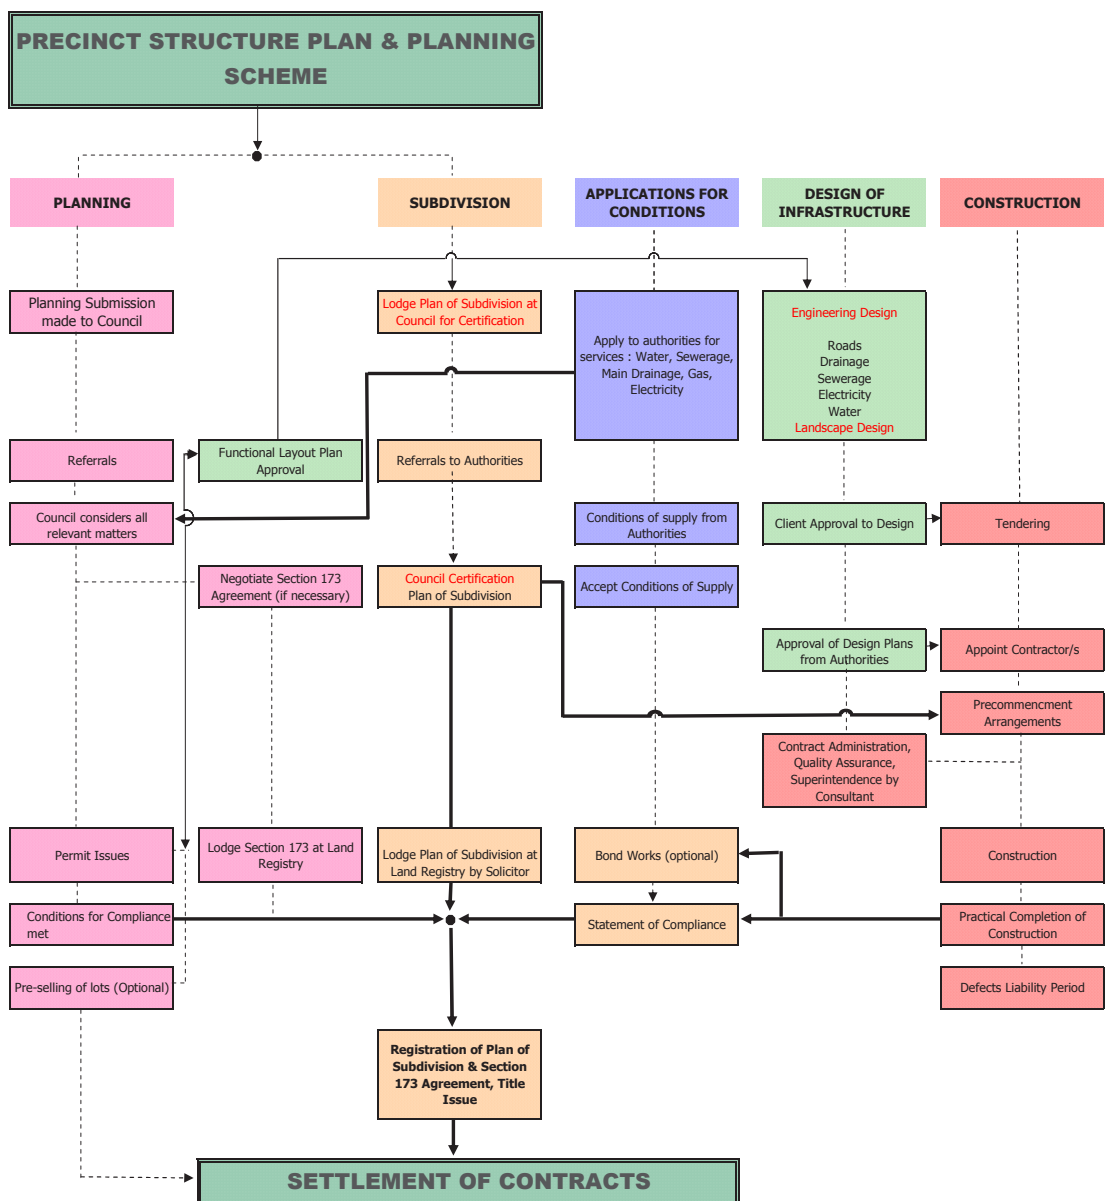 PRECINCT STRUCTURE PLAN & PLANNING
SCHEME
PLANNING
SUBDIVISION
APPLICATIONS FOR
CONDITIONS
DESIGN OF
INFRASTRUCTURE
CONSTRUCTION
Planning Submission
made to Council
Lodge Plan of Subdivision at
Council for Certification
Apply to authorities for
services : Water, Sewerage,
Main Drainage, Gas,
Electricity
Engineering Design
Roads
Drainage
Sewerage
Electricity
Water
Landscape Design
Referrals
Functional Layout Plan
Approval
Referrals to Authorities
Council considers all
relevant matters
Conditions of supply from
Authorities
Client Approval to Design
Tendering
Negotiate Section 173
Agreement (if necessary)
Council Certification
Plan of Subdivision
Accept Conditions of Supply
Approval of Design Plans
from Authorities
Appoint Contractor/s
Precommencment
Arrangements
Contract Administration,
Quality Assurance,
Superintendence by
Consultant
Permit Issues
Lodge Section 173 at Land
Registry
Lodge Plan of Subdivision at
Land Registry by Solicitor
Bond Works (optional)
Construction
Conditions for Compliance
met
Statement of Compliance
Practical Completion of
Construction
Pre-selling of lots (Optional)
Defects Liability Period
Registration of Plan of
Subdivision & Section
173 Agreement, Title
Issue
SETTLEMENT OF CONTRACTS